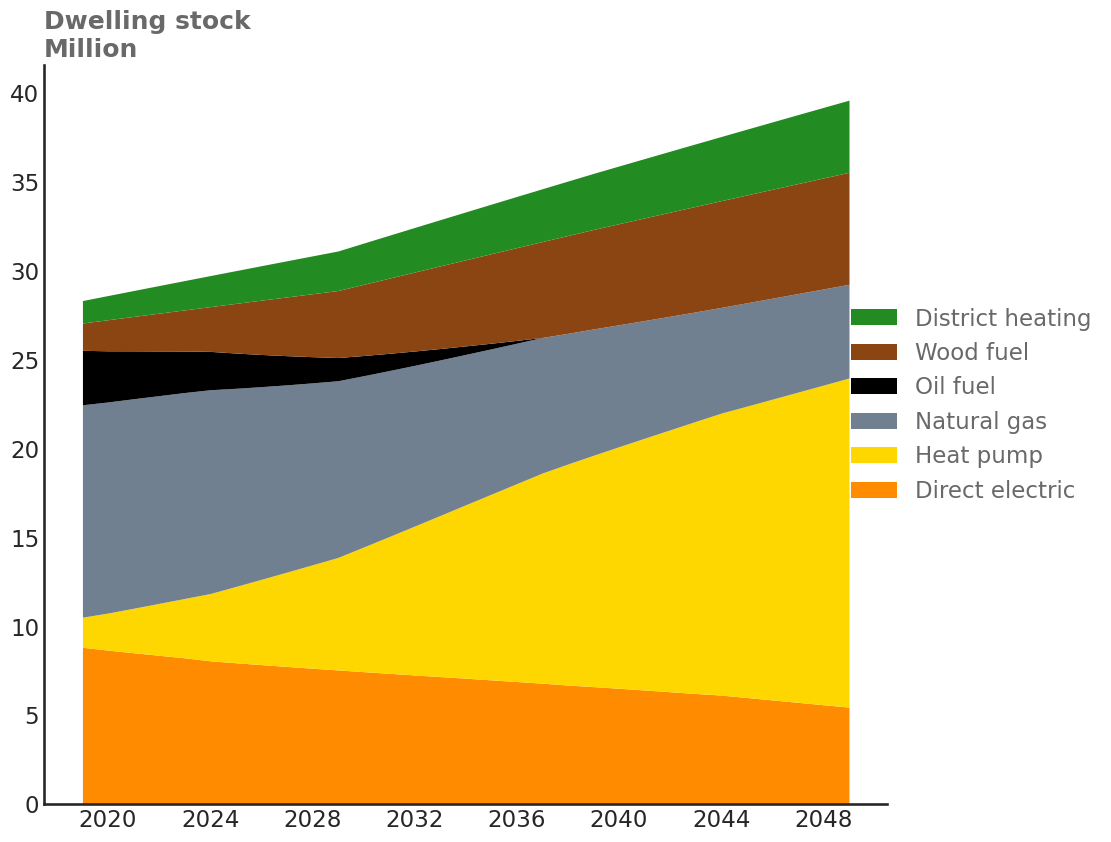 Dwelling stock
Million
40
35
30
25
20
15
10
5
0
2020 2024 2028 2032 2036 2040 2044 2048
District heating
Wood fuel
Oil fuel
Natural gas
Heat pump
Direct electric